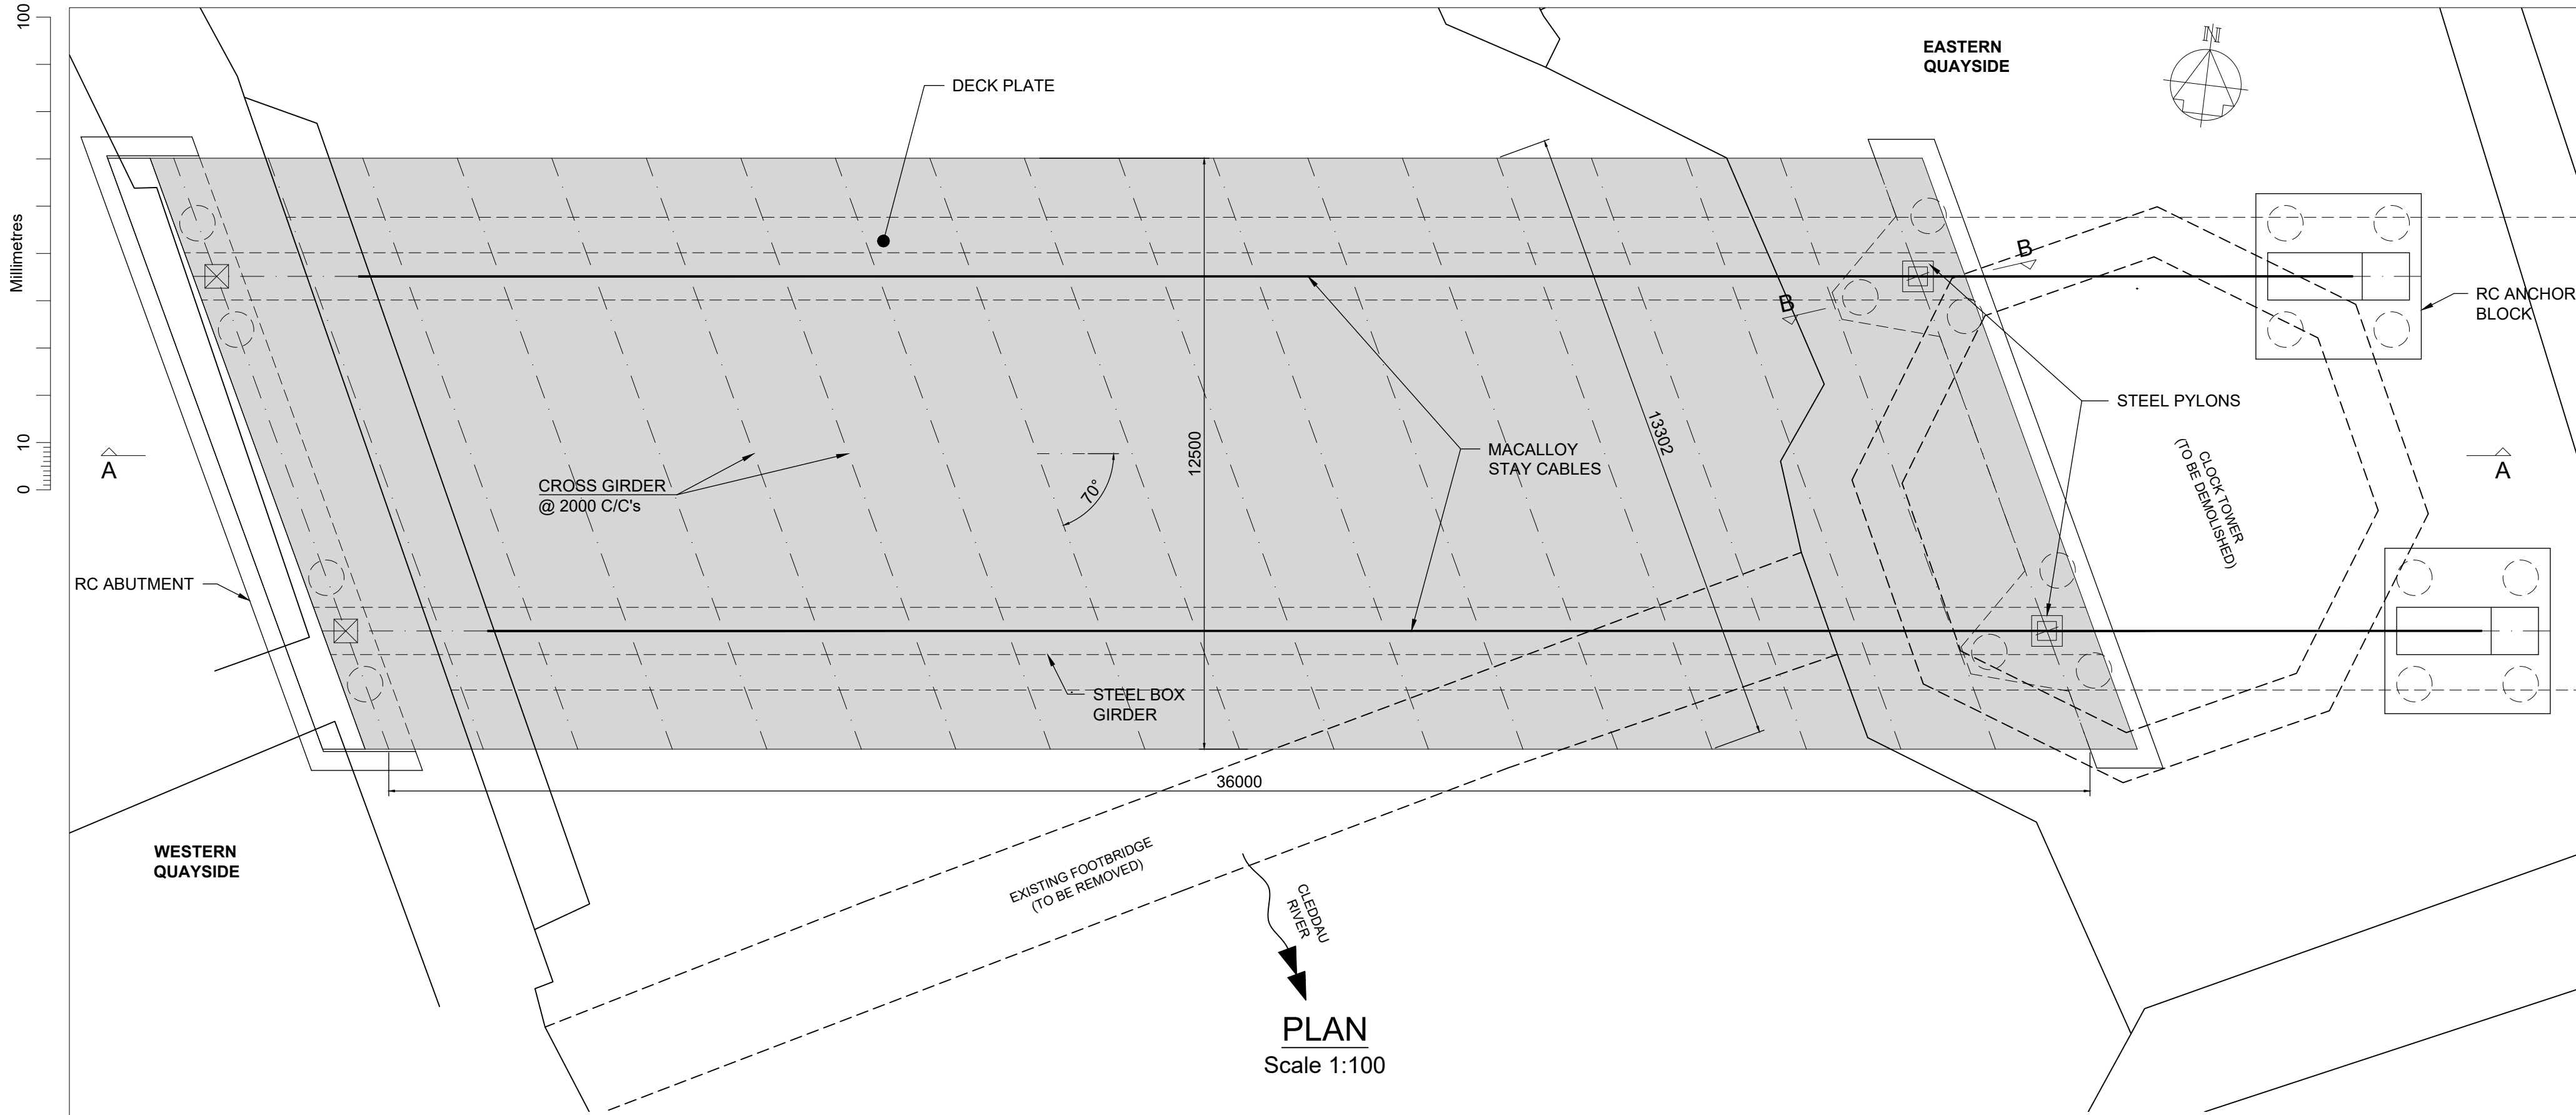 100
Millimetres
10
0
EASTERN
QUAYSIDE
N
DECK PLATE
B
B
RC ANCHOR
BLOCK
STEEL PYLONS
12500
13302
MACALLOY
STAY CABLES
CLOCK TOWER
(TO BE DEMOLISHED)
A
A
CROSS GIRDER
@ 2000 C/C's
70°
RC ABUTMENT
STEEL BOX
GIRDER
36000
WESTERN
QUAYSIDE
EXISTING FOOTBRIDGE
(TO BE REMOVED)
CLEDDAU
RIVER
PLAN
Scale 1:100